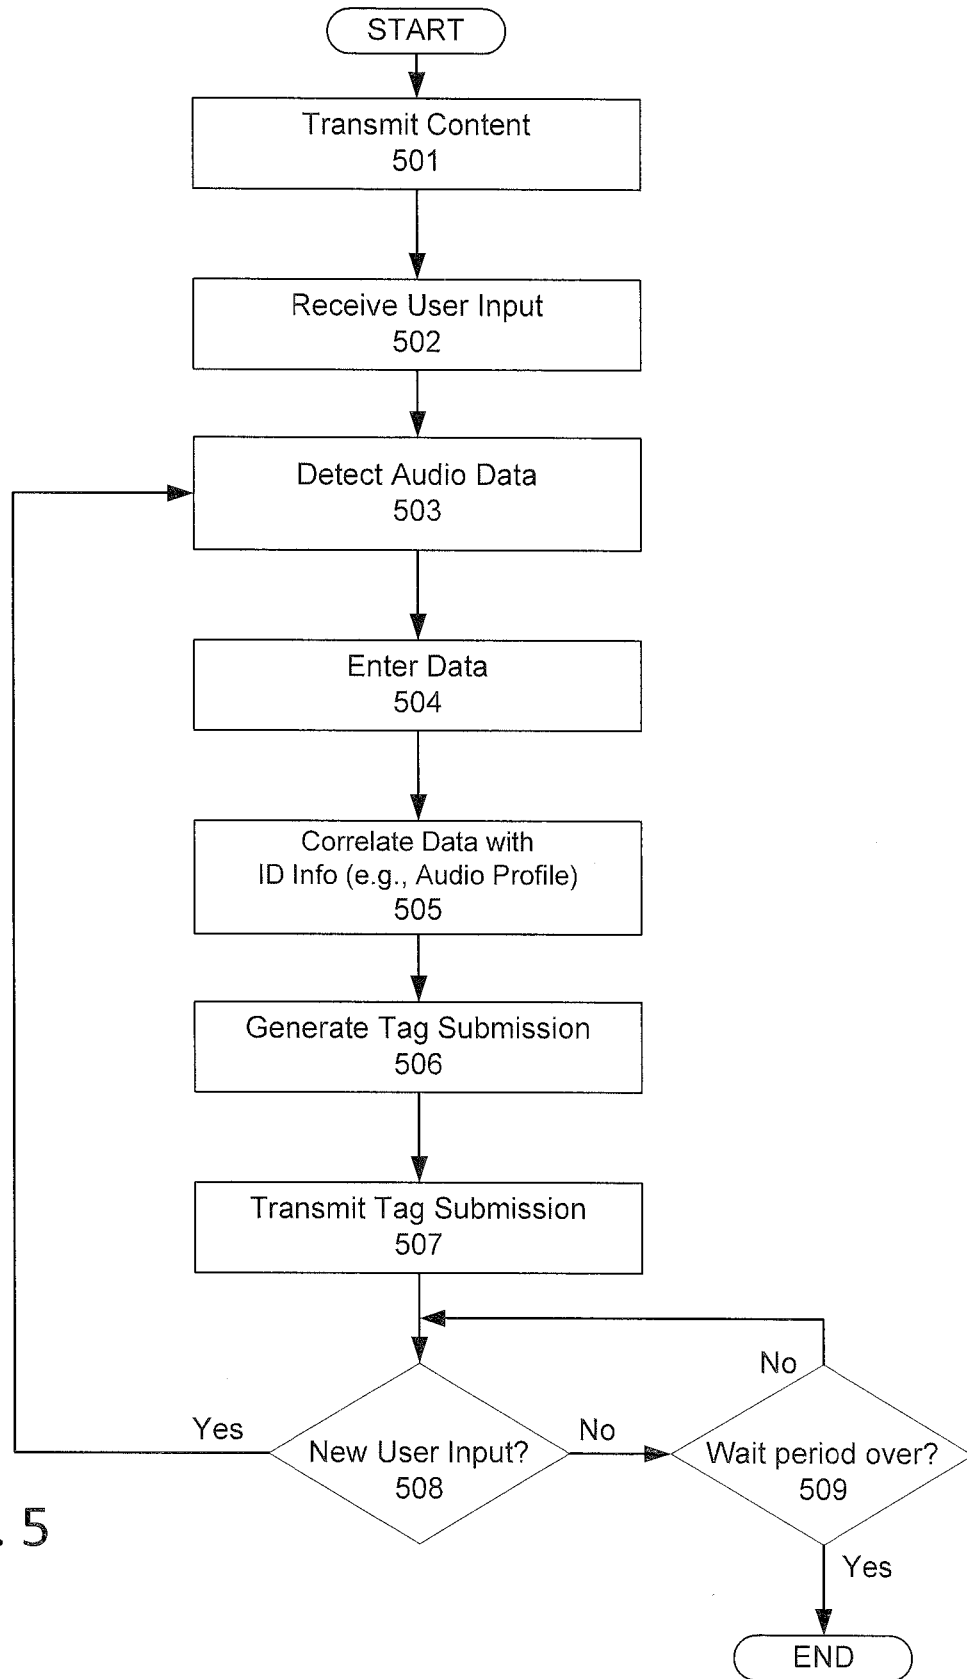 START
Transmit Content
501
Receive User Input
502
Detect Audio Data
503
Enter Data
504
Correlate Data with
ID Info (e.g., Audio Profile)
505
Generate Tag Submission
506
Transmit Tag Submission
507
No
Yes
New User Input?
508
No
Wait period over?
509
. 5
Yes
END